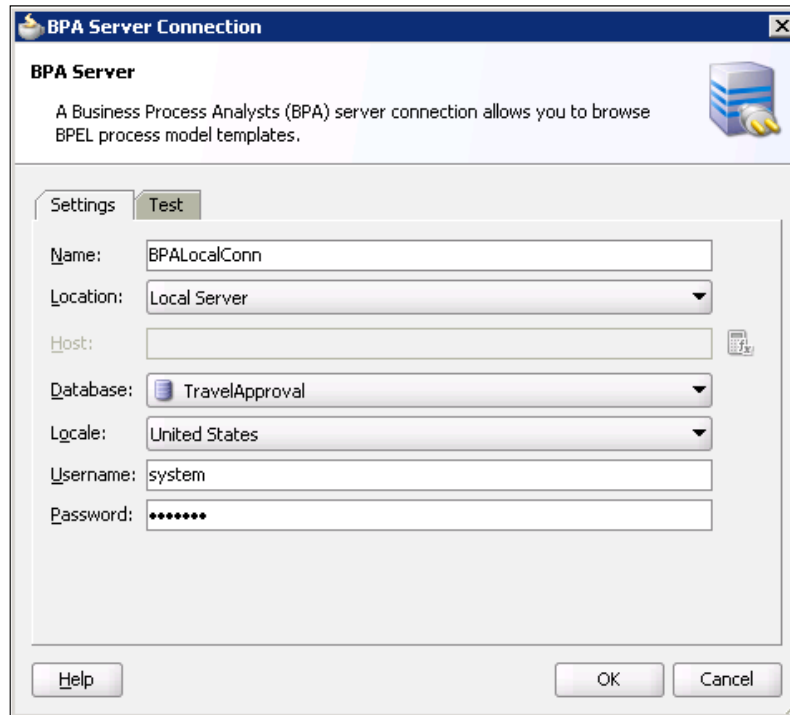 BPA Server Connection
BPA Server
A Business Process Analysts (BPA) server connection allows you to browse
BPEL process model templates.
Settings Test
Name: BPALocalConn
Location: Local Server
Host:
Database: TravelApproval
Locale: United States
Username: system
Password: •••••••
Help OK Cancel